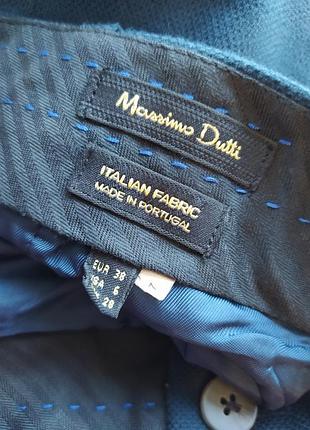 Massimo Dutti
ITALIAN FABRIC
MADE IN PORTUGAL
EUR 38
USA 6
28